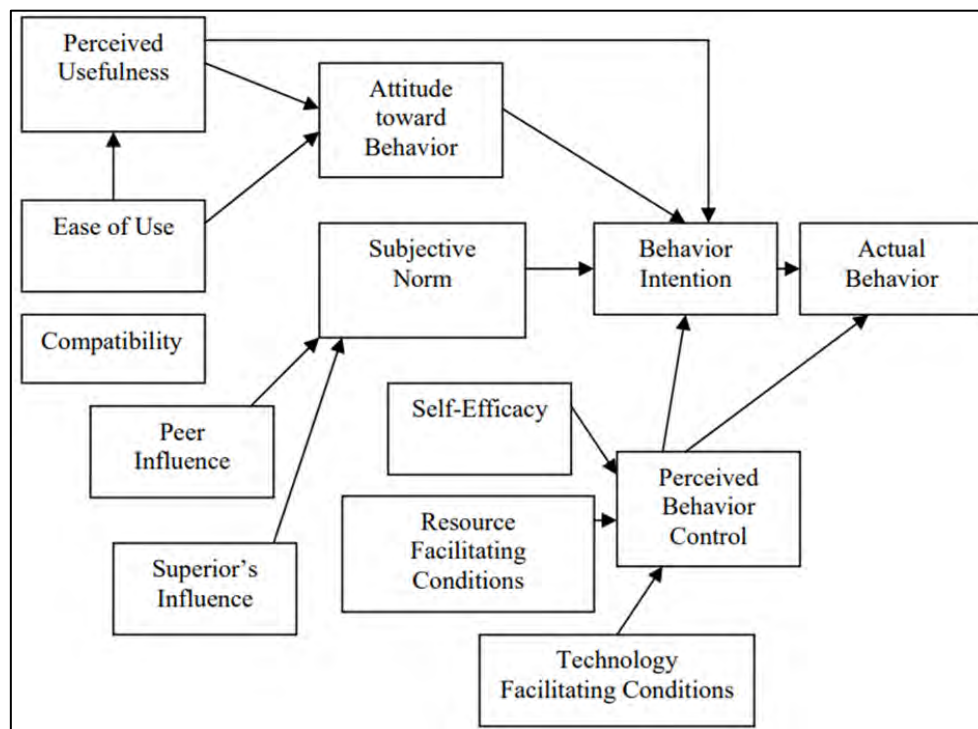 Perceived
Usefulness
Attitude
toward
Behavior
Ease of Use
Subjective
Norm
Behavior
Intention
Actual
Behavior
Compatibility
Peer
Influence
Self-Efficacy
Perceived
Behavior
Control
Resource
Facilitating
Conditions
Superior's
Influence
Technology
Facilitating Conditions